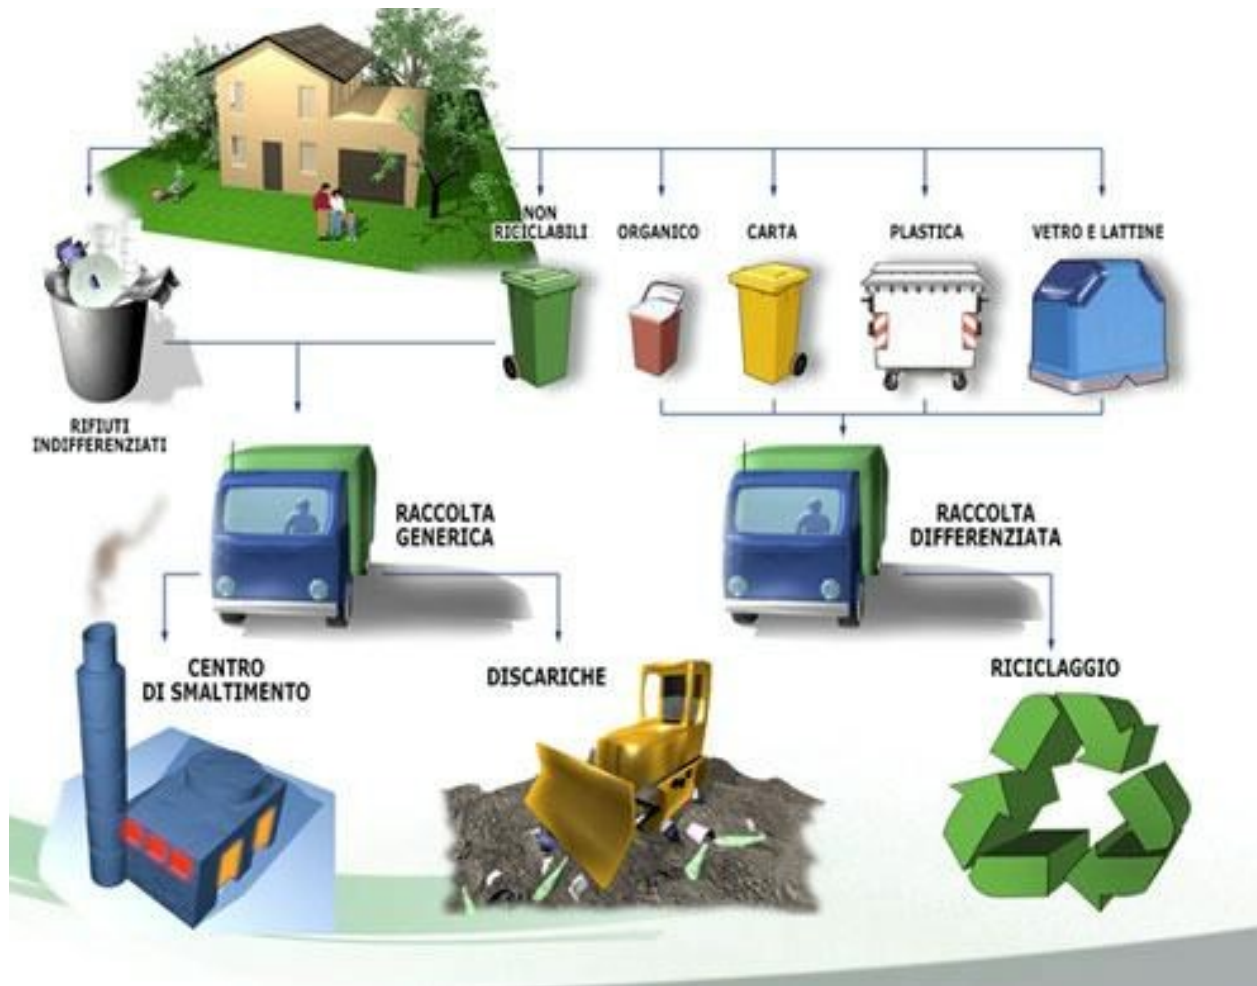 NON
RICICLABILI
ORGANICO
CARTA
PLASTICA
VETRO E LATTINE
RIFIUTI
INDIFFERENZIATI
RACCOLTA
GENERICA
RACCOLTA
DIFFERENZIATA
CENTRO
DI SMALTIMENTO
DISCARICHE
RICICLAGGIO